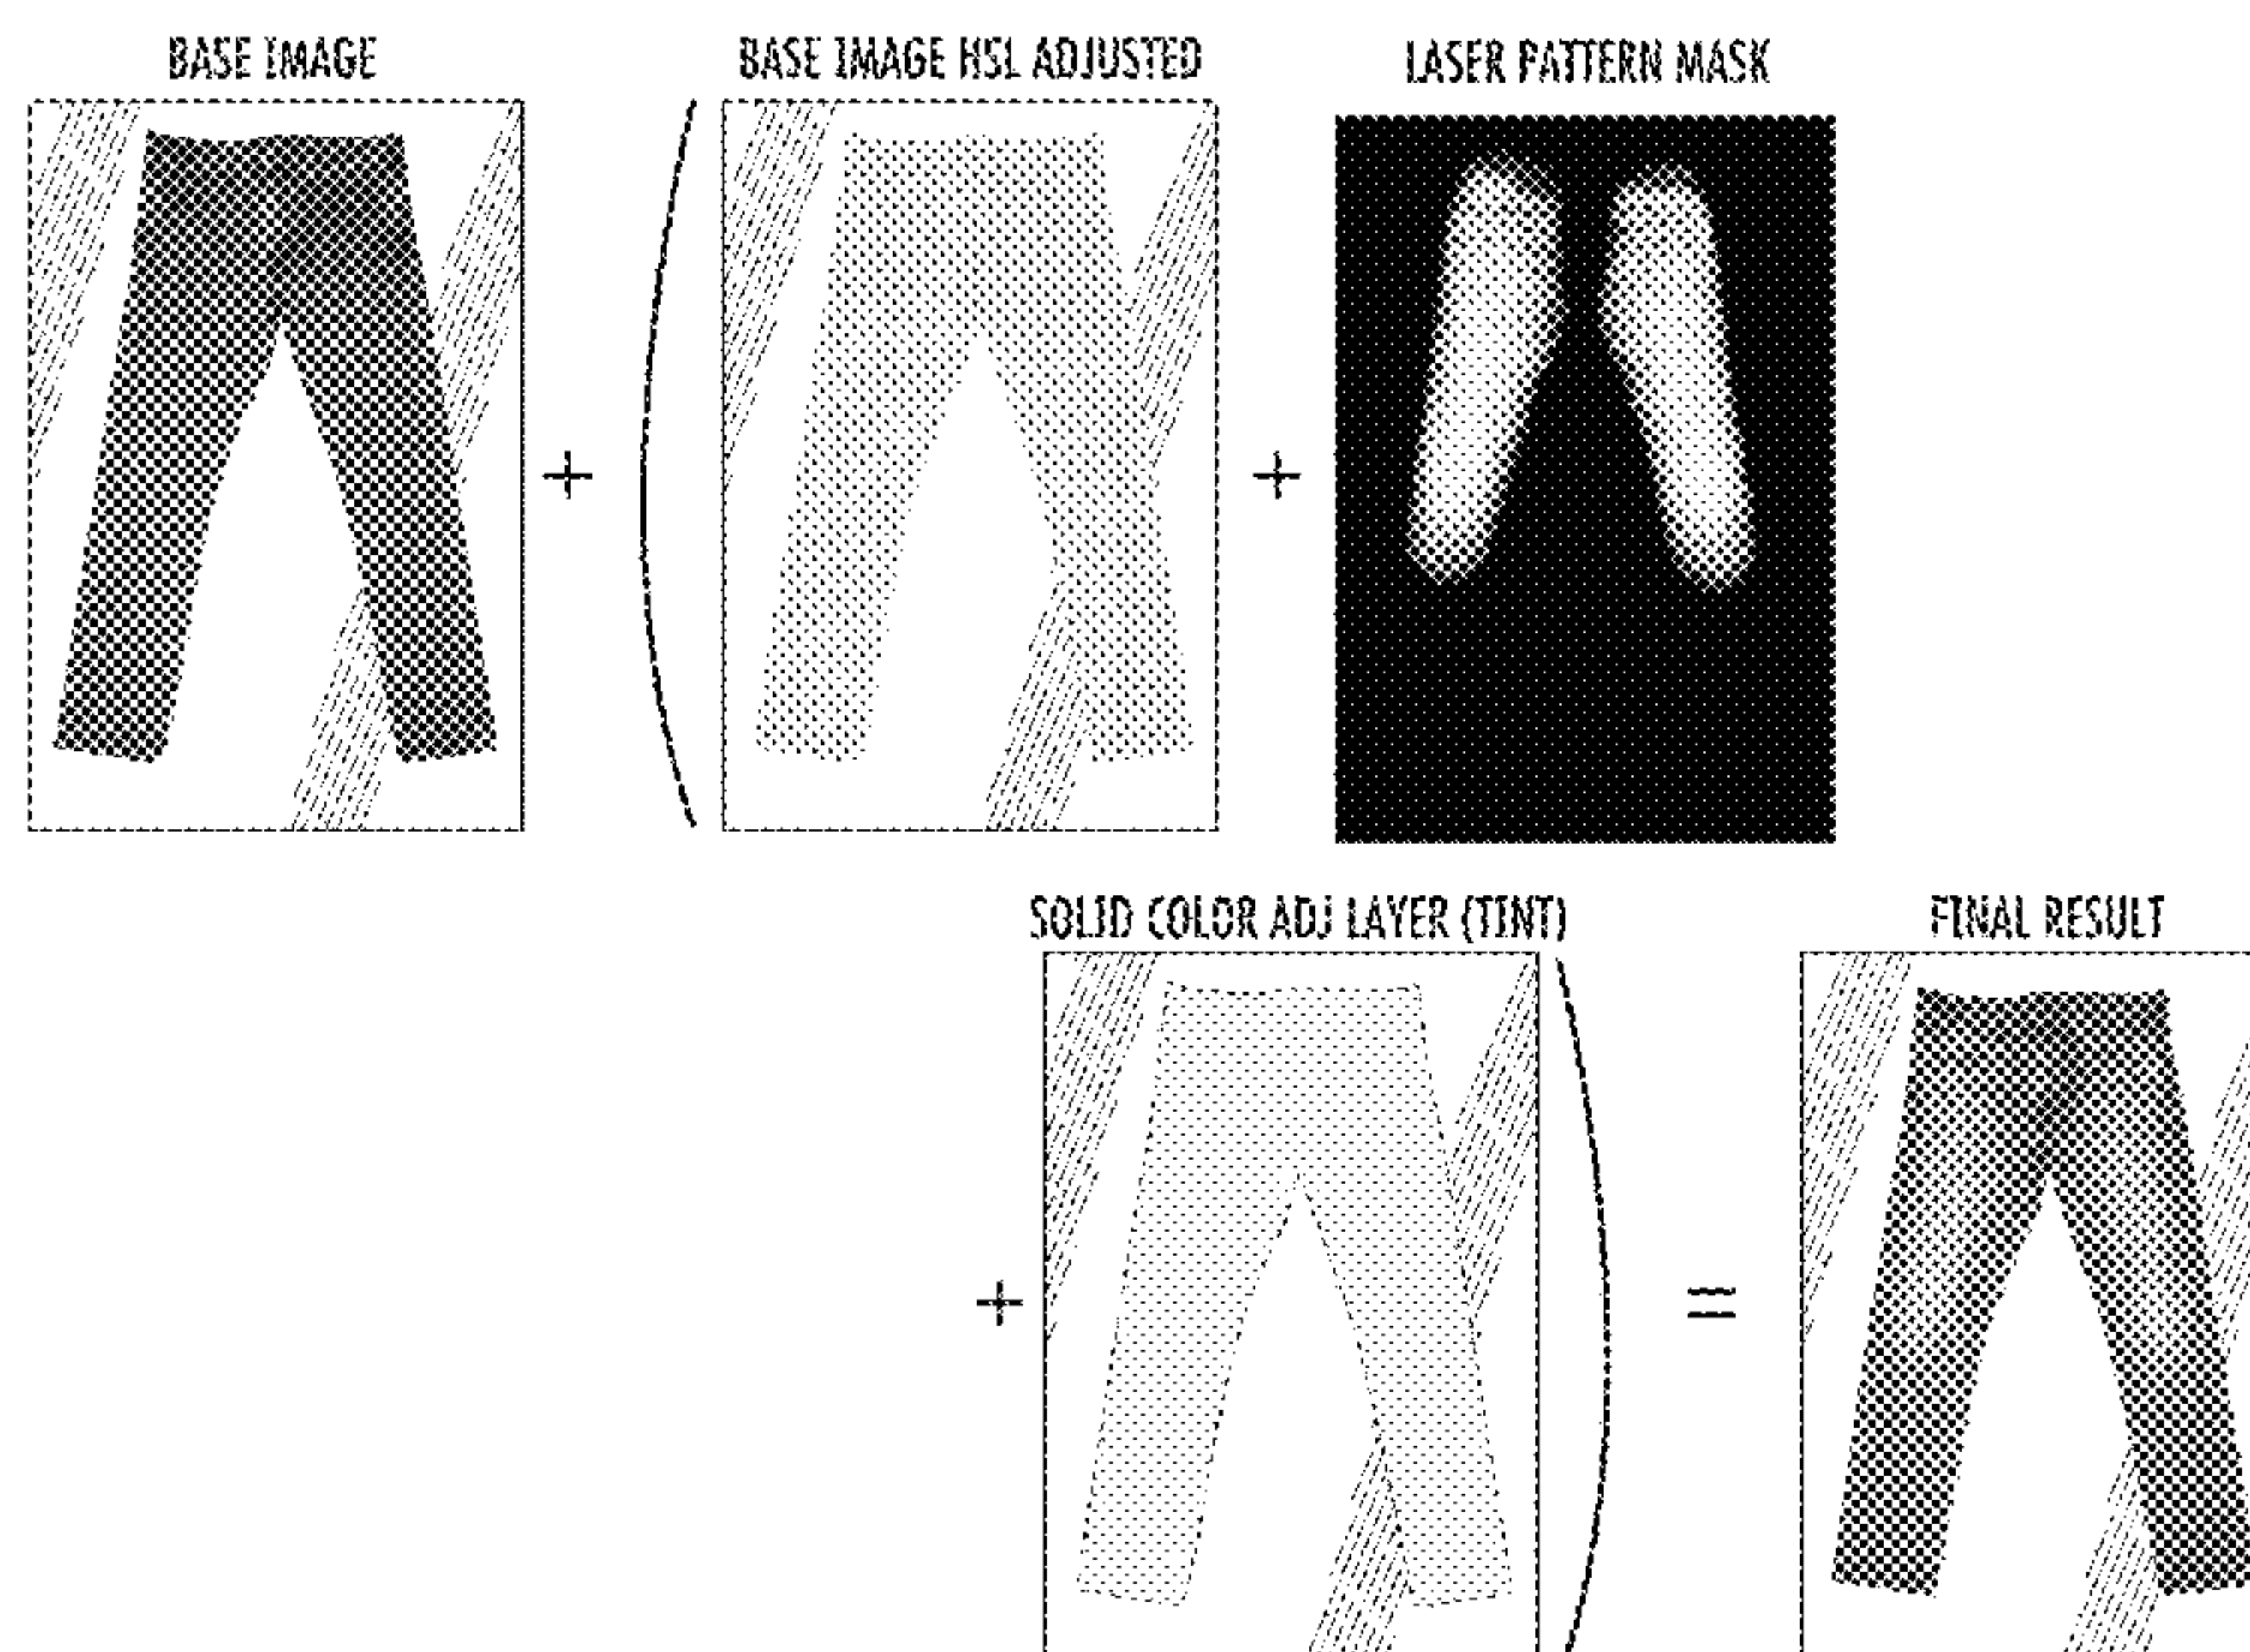 BASE IMAGE
BASE IMAGE HSL ADJUSTED
LASER PATTERN MASK
+
+
SOLID COLOR ADJ LAYER (TINT)
FINAL RESULT
+
=